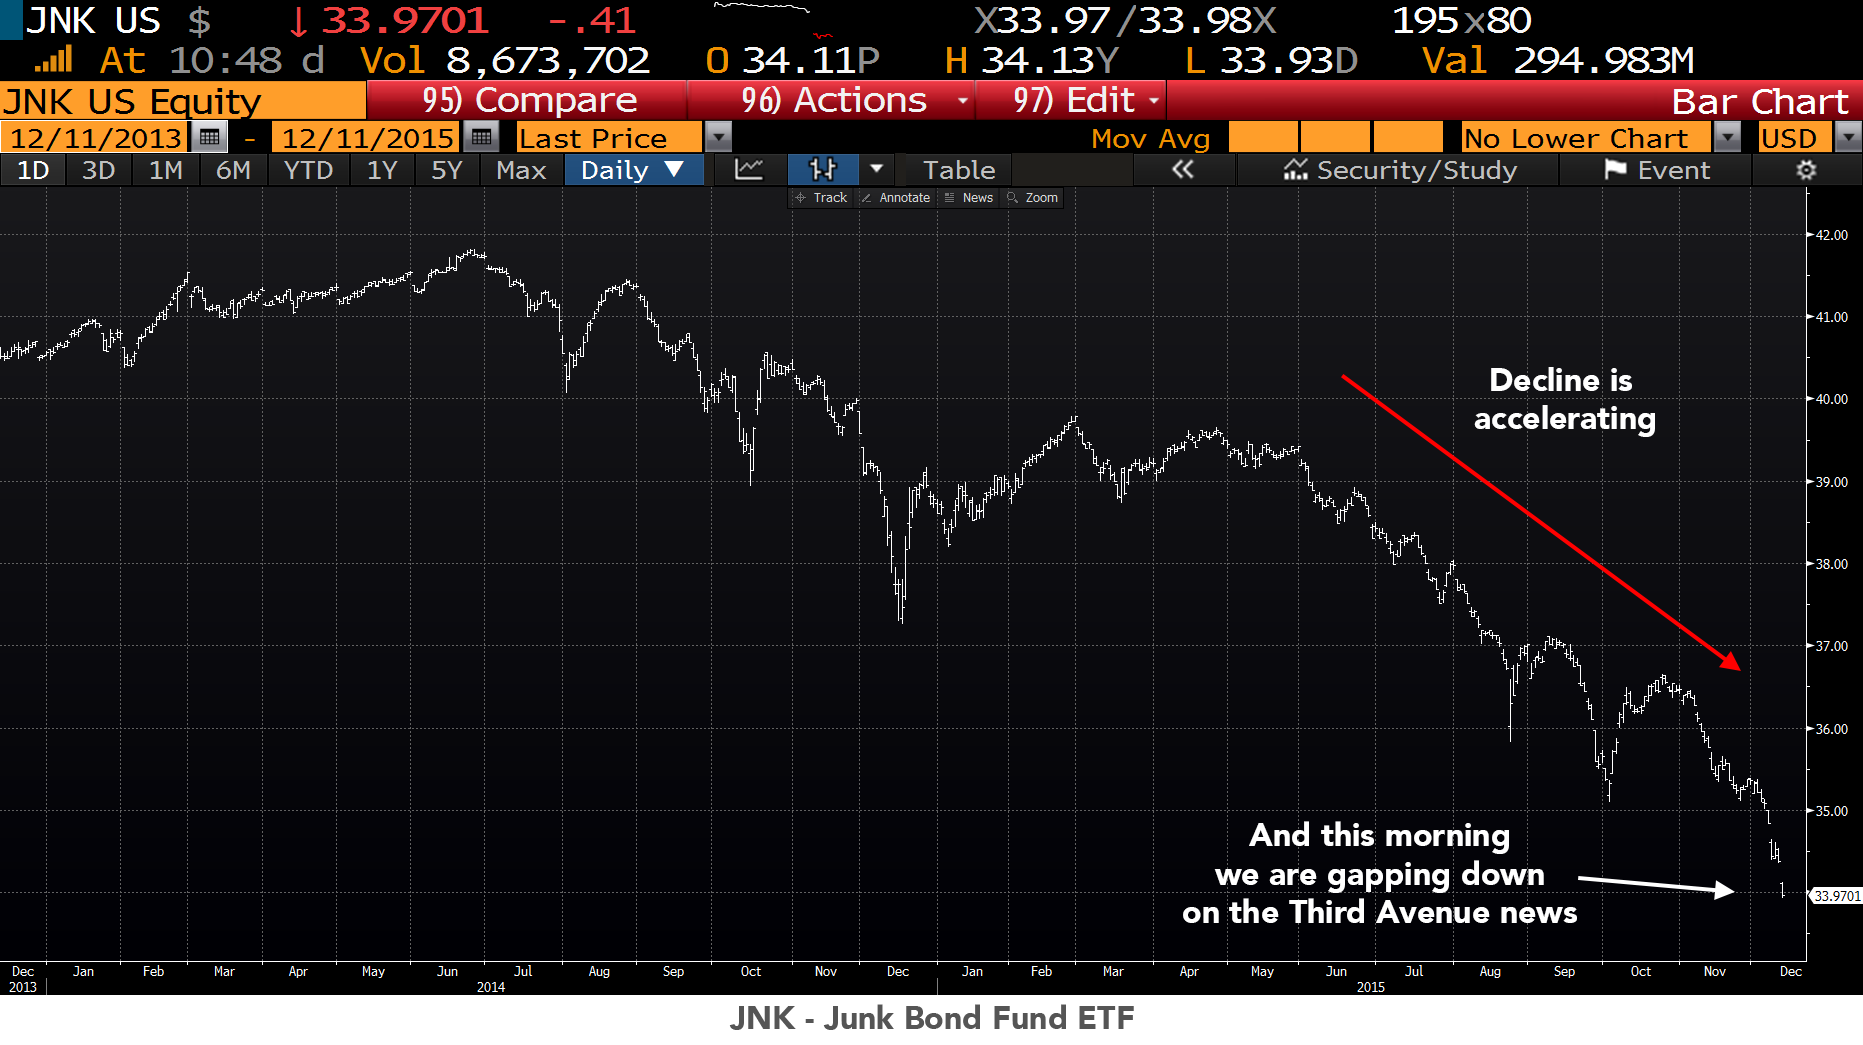 JNK US $ ↓ 33.9701 -.41 X33.97/33.98X 195x80
At 10:48 d Vol 8,673,702 O 34.11P H 34.13Y L 33.93D Val 294.983M
JNK US Equity 95) Compare 96) Actions 97) Edit Bar Chart
12/11/2013 - 12/11/2015 Last Price Mov Avg No Lower Chart USD
1D 3D 1M 6M YTD 1Y 5Y Max Daily ▼ Table « Security/Study Event
Track Annotate News Zoom
42.00
41.00
Decline is
accelerating
40.00
39.00
38.00
37.00
36.00
35.00
And this morning
we are gapping down
on the Third Avenue news
33.9701
Dec Jan Feb Mar Apr May Jun Jul Aug Sep Oct Nov Dec Jan Feb Mar Apr May Jun Jul Aug Sep Oct Nov Dec
2013 2014 2015
JNK - Junk Bond Fund ETF